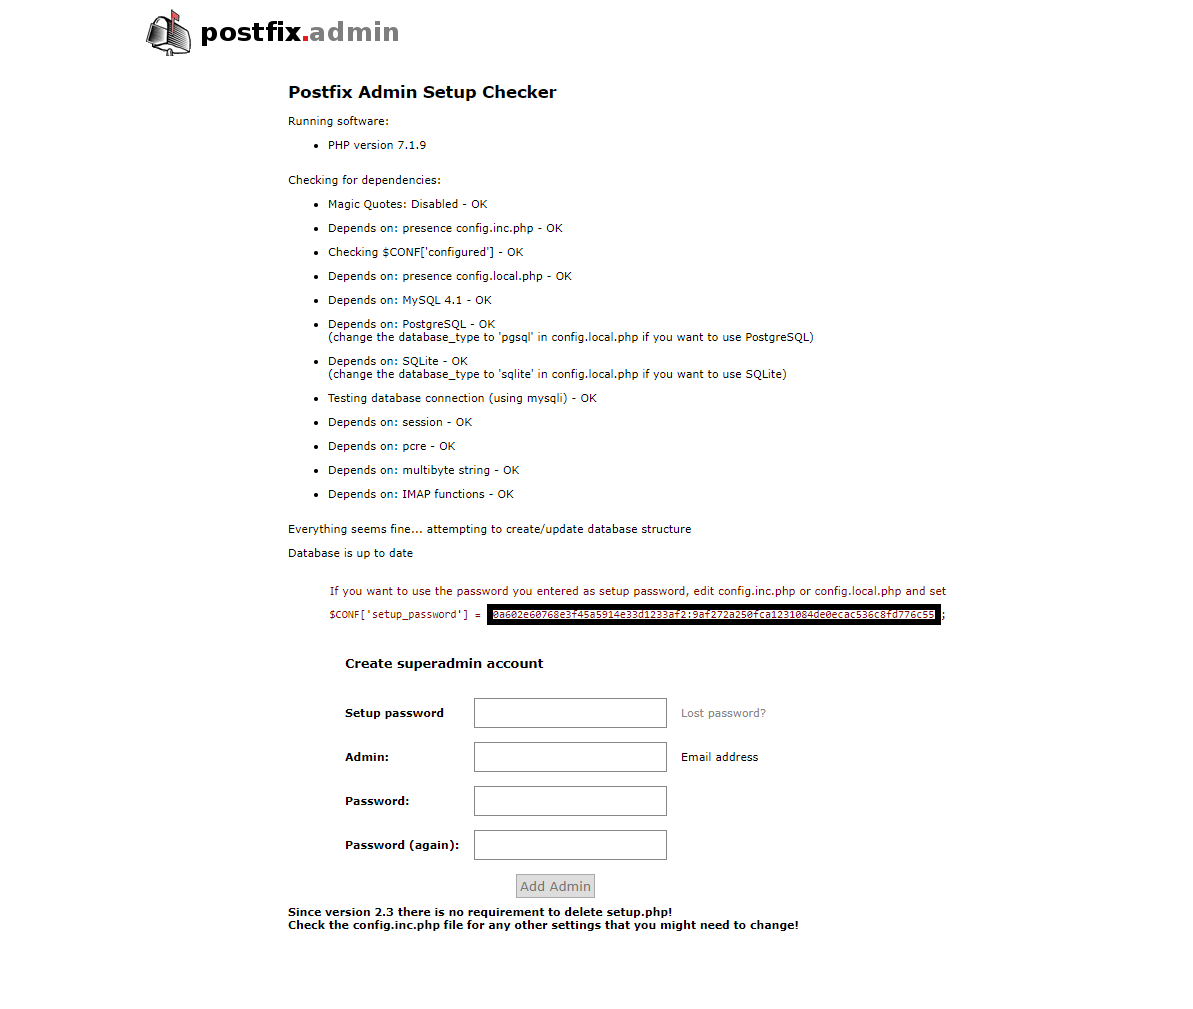 postfix.admin
Postfix Admin Setup Checker
Running software:
• PHP version 7.1.9
Checking for dependencies:
• Magic Quotes: Disabled - OK
• Depends on: presence config.inc.php - OK
• Checking $CONF['configured'] - OK
• Depends on: presence config.local.php - OK
• Depends on: MySQL 4.1 - OK
• Depends on: PostgreSQL - OK
(change the database_type to 'pgsql' in config.local.php if you want to use PostgreSQL)
• Depends on: SQLite - OK
(change the database_type to 'sqlite' in config.local.php if you want to use SQLite)
• Testing database connection (using mysqli) - OK
• Depends on: session - OK
• Depends on: pcre - OK
• Depends on: multibyte string - OK
• Depends on: IMAP functions - OK
Everything seems fine... attempting to create/update database structure
Database is up to date
If you want to use the password you entered as setup password, edit config.inc.php or config.local.php and set
$CONF['setup_password'] = 0a602e60768e3f45a5914e33d1233af2:9af272a250fca1231084de0ecac536c8fd776c55;
Create superadmin account
Setup password Lost password?
Admin: Email address
Password:
Password (again):
Add Admin
Since version 2.3 there is no requirement to delete setup.php!
Check the config.inc.php file for any other settings that you might need to change!